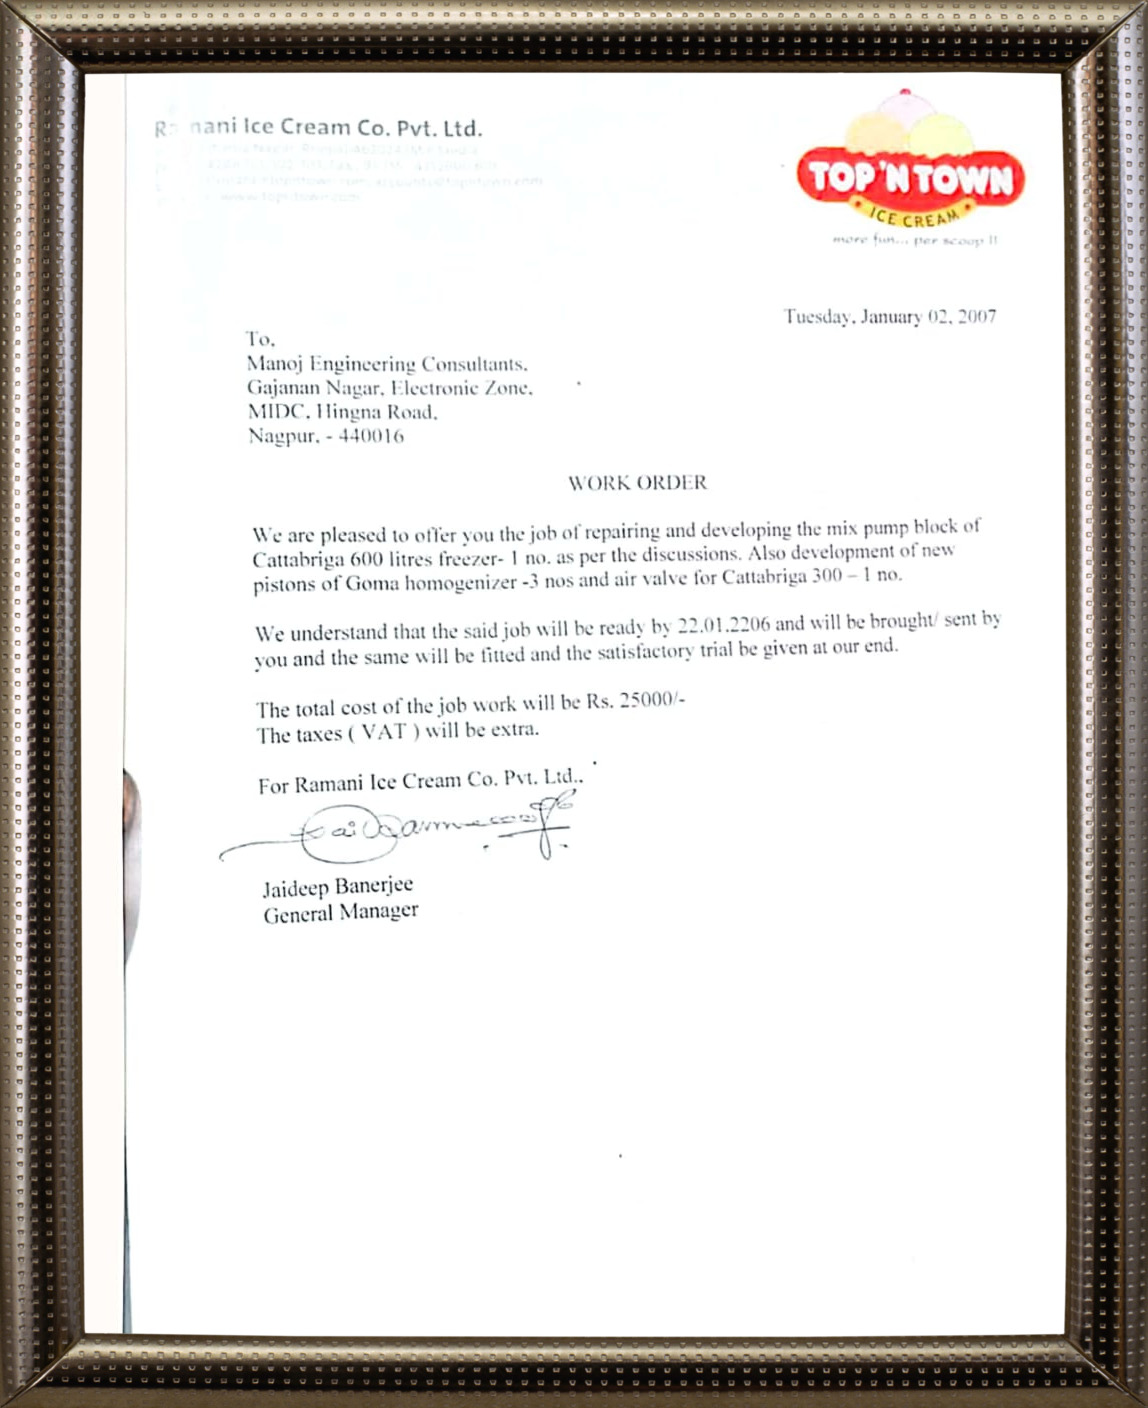 Ramani Ice Cream Co. Pvt. Ltd.
TOP 'N TOWN
ICE CREAM
more fun... per scoop !!
Tuesday, January 02, 2007
To,
Manoj Engineering Consultants,
Gajanan Nagar, Electronic Zone,
MIDC, Hingna Road,
Nagpur. - 440016
WORK ORDER
We are pleased to offer you the job of repairing and developing the mix pump block of
Cattabriga 600 litres freezer- 1 no. as per the discussions. Also development of new
pistons of Goma homogenizer -3 nos and air valve for Cattabriga 300 – 1 no.
We understand that the said job will be ready by 22.01.2206 and will be brought/ sent by
you and the same will be fitted and the satisfactory trial be given at our end.
The total cost of the job work will be Rs. 25000/-
The taxes ( VAT ) will be extra.
For Ramani Ice Cream Co. Pvt. Ltd..
Jaideep Banerjee
General Manager